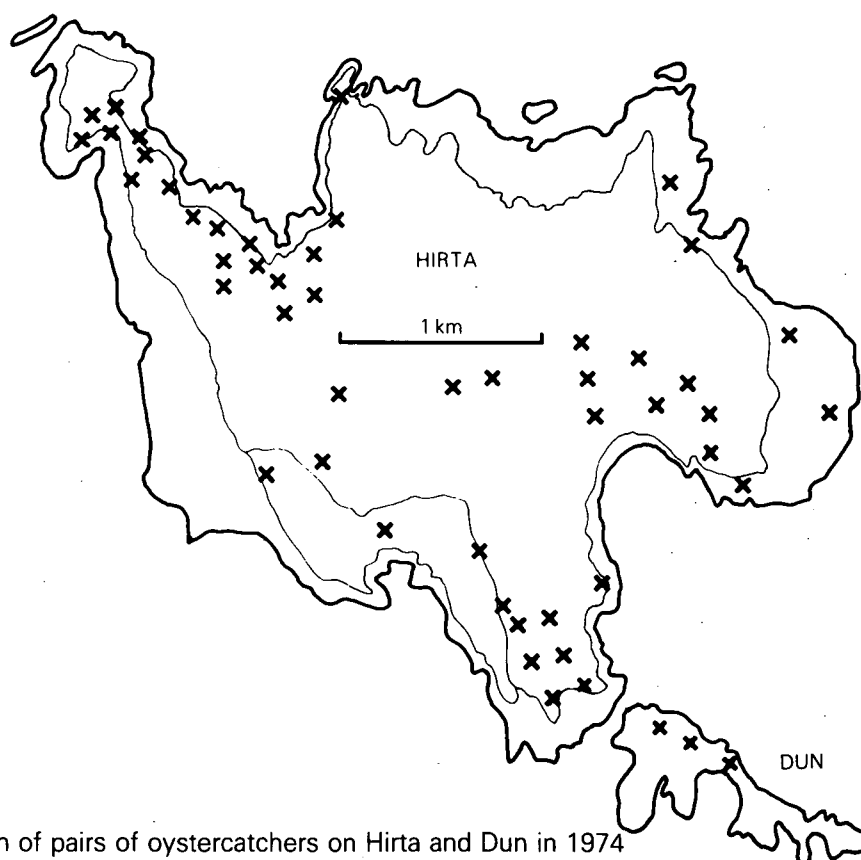 HIRTA
1 km
DUN
of pairs of oystercatchers on Hirta and Dun in 1974